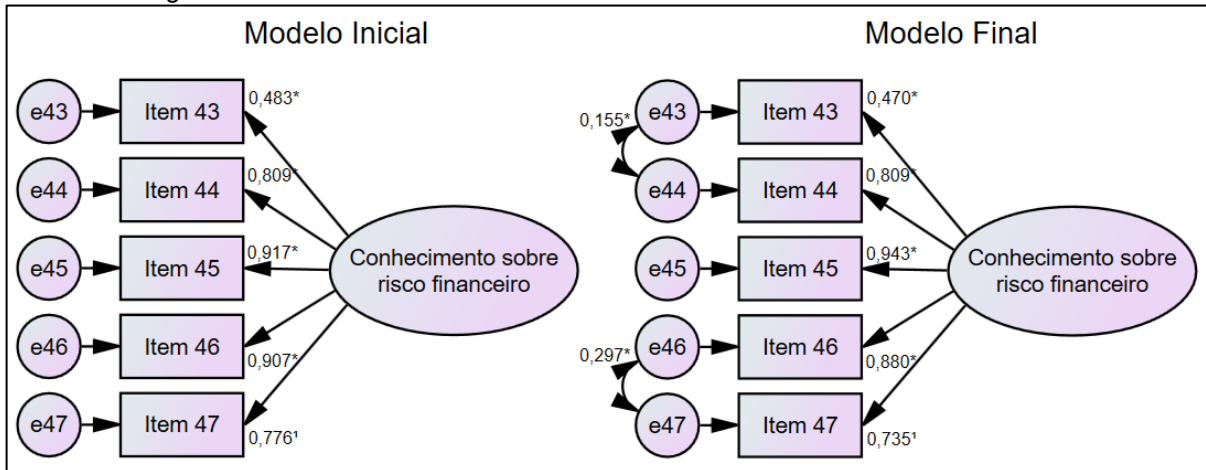 Modelo Inicial
e43
Item 43
0,483*
e44
Item 44
0,809*
e45
Item 45
0,917*
e46
Item 46
0,907*
e47
Item 47
0,776¹
Conhecimento sobre
risco financeiro
Modelo Final
0,155*
e43
Item 43
0,470*
e44
Item 44
0,809*
e45
Item 45
0,943*
0,297*
e46
Item 46
0,880*
e47
Item 47
0,735¹
Conhecimento sobre
risco financeiro